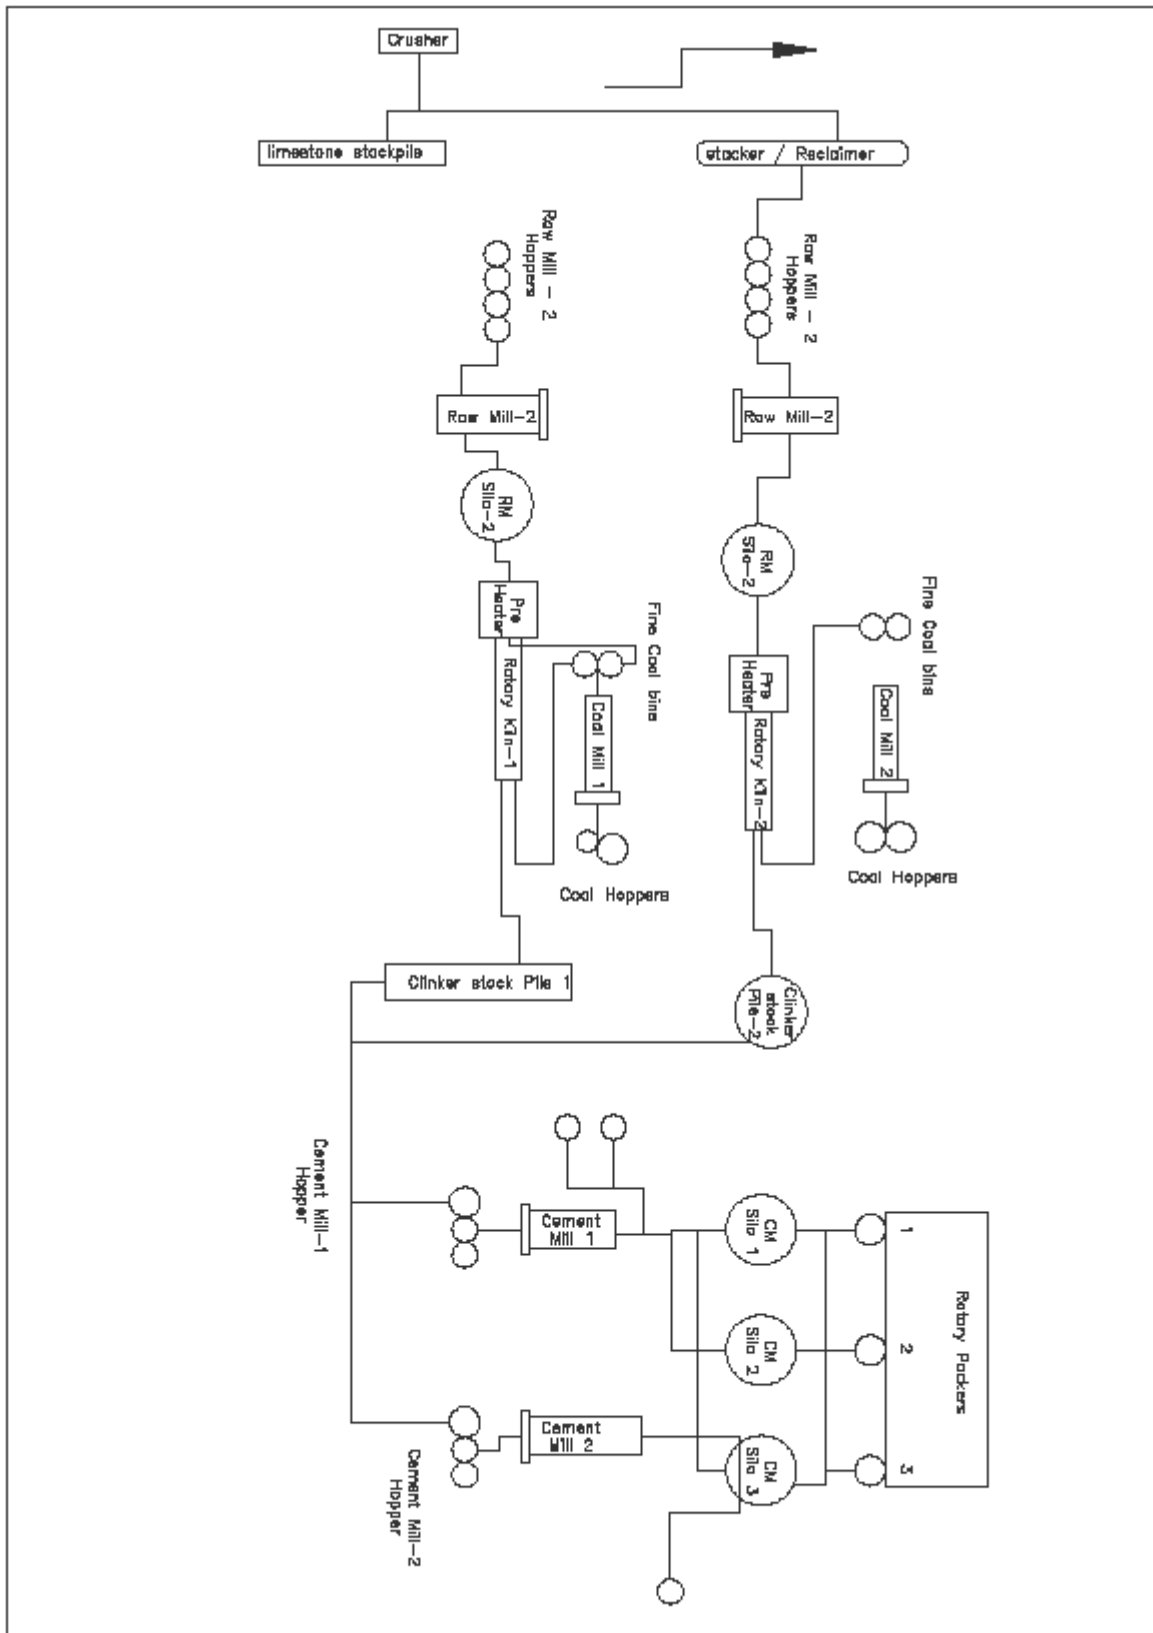 Crusher
limestone stockpile
stocker / Reclaimer
Raw Mill - 2
Hoppers
Raw Mill - 2
Hoppers
Raw Mill-2
Raw Mill-2
RM
Silo-2
RM
Silo-2
Pre
Heater
Rotary Kiln-1
Fine Coal bins
Coal Mill 1
Coal Hoppers
Pre
Heater
Rotary Kiln-2
Fine Coal bins
Coal Mill 2
Coal Hoppers
Clinker stock Pile 1
Clinker
stock
Pile-2
Cement Mill-1
Hopper
Cement
Mill 1
CM
Silo 1
1
CM
Silo 2
2
Rotary Packers
Cement Mill-2
Hopper
Cement
Mill 2
CM
Silo 3
3